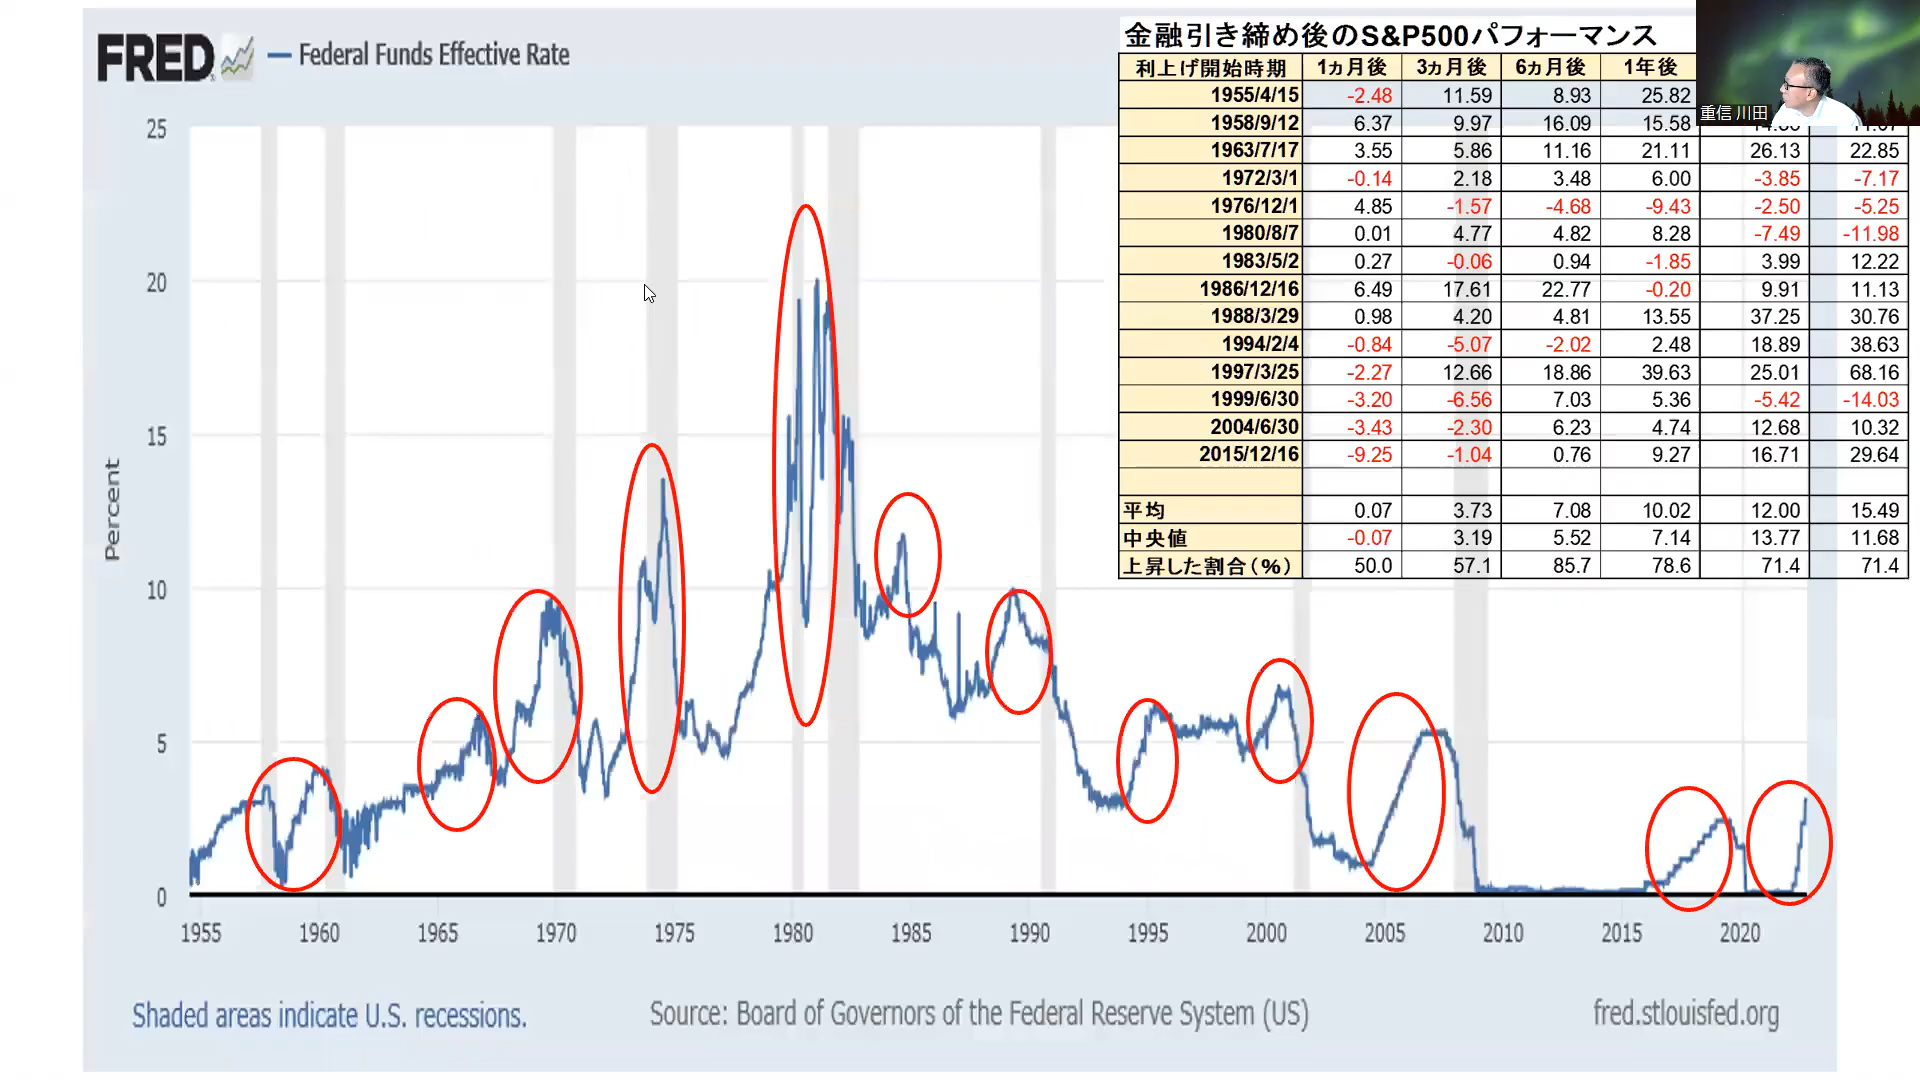 FRED — Federal Funds Effective Rate
金融引き締め後のS&P500パフォーマンス
利上げ開始時期 1ヵ月後 3ヵ月後 6ヵ月後 1年後
1955/4/15 -2.48 11.59 8.93 25.82
1958/9/12 6.37 9.97 16.09 15.58
1963/7/17 3.55 5.86 11.16 21.11 26.13 22.85
1972/3/1 -0.14 2.18 3.48 6.00 -3.85 -7.17
1976/12/1 4.85 -1.57 -4.68 -9.43 -2.50 -5.25
1980/8/7 0.01 4.77 4.82 8.28 -7.49 -11.98
1983/5/2 0.27 -0.06 0.94 -1.85 3.99 12.22
1986/12/16 6.49 17.61 22.77 -0.20 9.91 11.13
1988/3/29 0.98 4.20 4.81 13.55 37.25 30.76
1994/2/4 -0.84 -5.07 -2.02 2.48 18.89 38.63
1997/3/25 -2.27 12.66 18.86 39.63 25.01 68.16
1999/6/30 -3.20 -6.56 7.03 5.36 -5.42 -14.03
2004/6/30 -3.43 -2.30 6.23 4.74 12.68 10.32
2015/12/16 -9.25 -1.04 0.76 9.27 16.71 29.64
平均 0.07 3.73 7.08 10.02 12.00 15.49
中央値 -0.07 3.19 5.52 7.14 13.77 11.68
上昇した割合(%) 50.0 57.1 85.7 78.6 71.4 71.4
重信 川田
25
20
15
10
5
0
Percent
1955 1960 1965 1970 1975 1980 1985 1990 1995 2000 2005 2010 2015 2020
Shaded areas indicate U.S. recessions.
Source: Board of Governors of the Federal Reserve System (US)
fred.stlouisfed.org